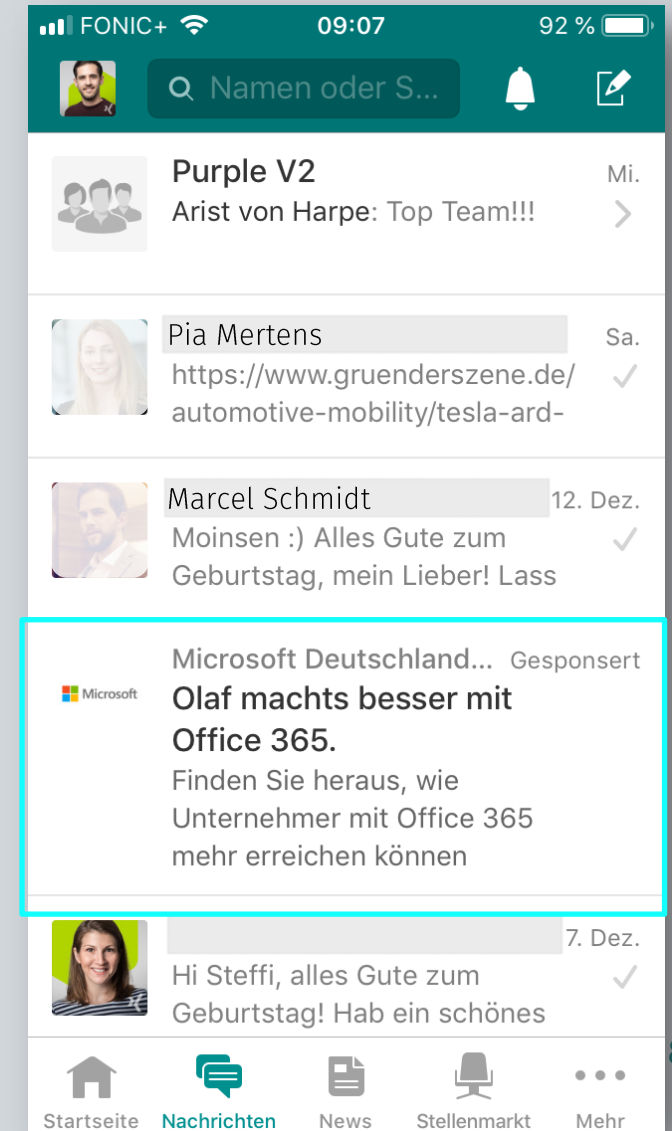 FONIC+ 09:07 92 %
Namen oder S...
Purple V2 Mi.
Arist von Harpe: Top Team!!!
Pia Mertens Sa.
https://www.gruenderszene.de/
automotive-mobility/tesla-ard-
Marcel Schmidt 12. Dez.
Moinsen :) Alles Gute zum
Geburtstag, mein Lieber! Lass
Microsoft Deutschland... Gesponsert
Microsoft
Olaf machts besser mit
Office 365.
Finden Sie heraus, wie
Unternehmer mit Office 365
mehr erreichen können
7. Dez.
Hi Steffi, alles Gute zum
Geburtstag! Hab ein schönes
Startseite Nachrichten News Stellenmarkt Mehr